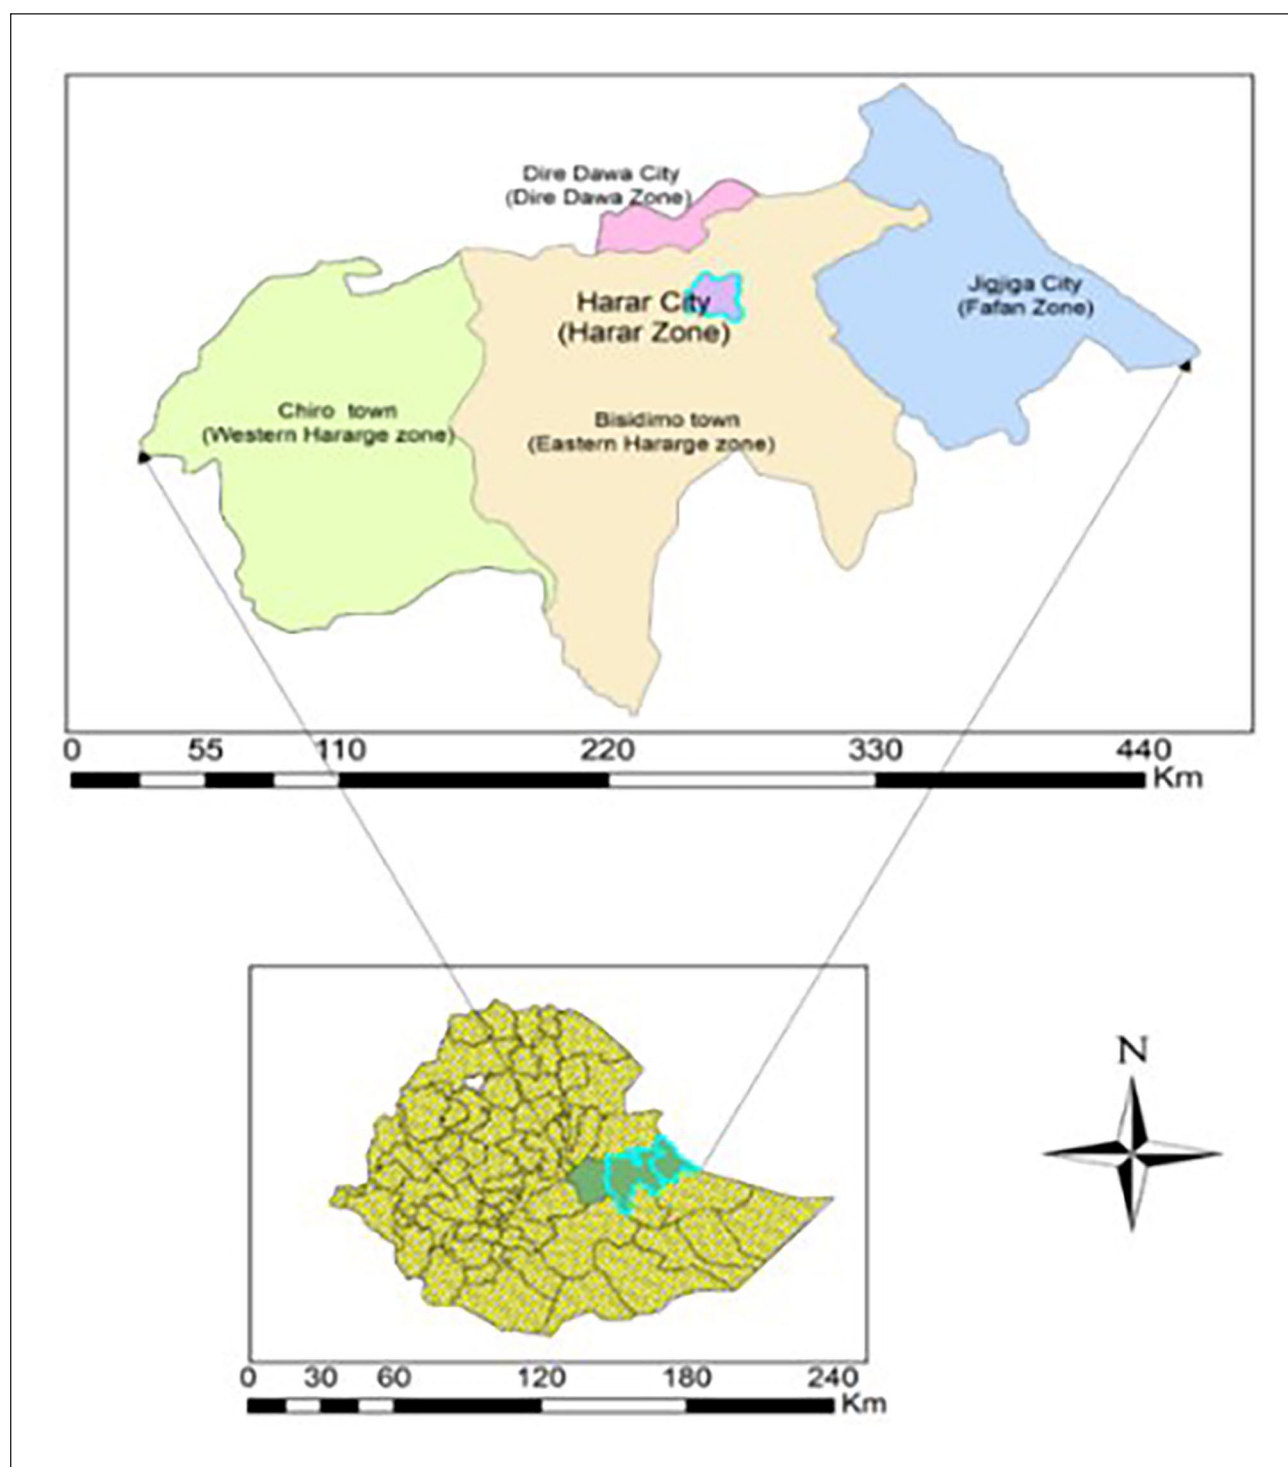 Dire Dawa City
(Dire Dawa Zone)
Jigjiga City
(Fafan Zone)
Harar City
(Harar Zone)
Chiro town
(Western Hararge zone)
Bisidimo town
(Eastern Hararge zone)
0 55 110 220 330 440
Km
N
0 30 60 120 180 240
Km